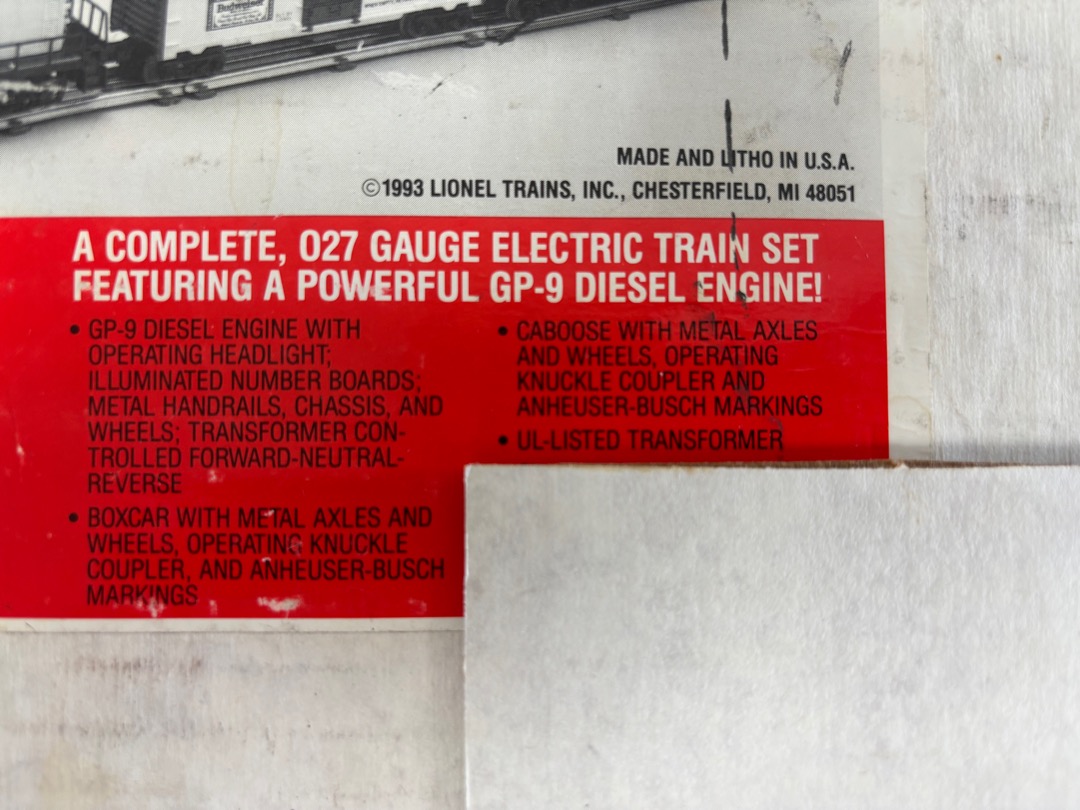 Budweiser
MADE AND LITHO IN U.S.A.
©1993 LIONEL TRAINS, INC., CHESTERFIELD, MI 48051
A COMPLETE, 027 GAUGE ELECTRIC TRAIN SET
FEATURING A POWERFUL GP-9 DIESEL ENGINE!
• GP-9 DIESEL ENGINE WITH
OPERATING HEADLIGHT;
ILLUMINATED NUMBER BOARDS;
METAL HANDRAILS, CHASSIS, AND
WHEELS; TRANSFORMER CON-
TROLLED FORWARD-NEUTRAL-
REVERSE
• BOXCAR WITH METAL AXLES AND
WHEELS, OPERATING KNUCKLE
COUPLER, AND ANHEUSER-BUSCH
MARKINGS
• CABOOSE WITH METAL AXLES
AND WHEELS, OPERATING
KNUCKLE COUPLER AND
ANHEUSER-BUSCH MARKINGS
• UL-LISTED TRANSFORMER